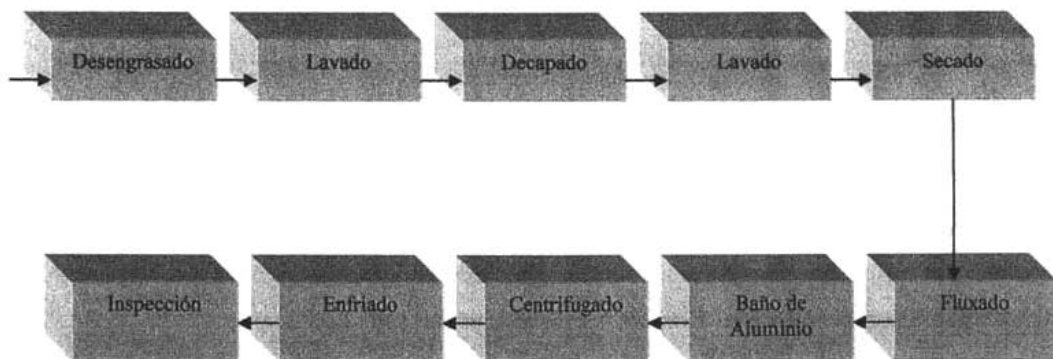 Desengrasado
Lavado
Decapado
Lavado
Secado
Fluxado
Baño de
Aluminio
Centrifugado
Enfriado
Inspección